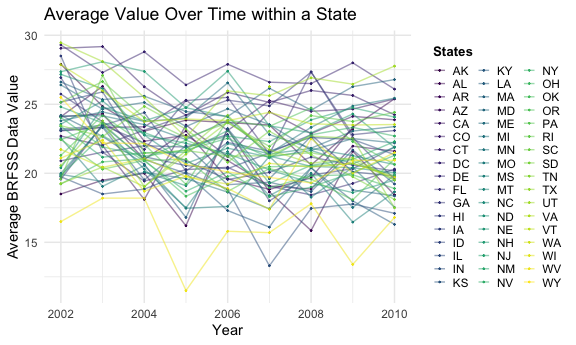 Average Value Over Time within a State
Average BRFSS Data Value
30
25
20
15
2002
2004
2006
2008
2010
Year
States
AK KY NY
AL LA OH
AR MA OK
AZ MD OR
CA ME PA
CO MI RI
CT MN SC
DC MO SD
DE MS TN
FL MT TX
GA NC UT
HI ND VA
IA NE VT
ID NH WA
IL NJ WI
IN NM WV
KS NV WY